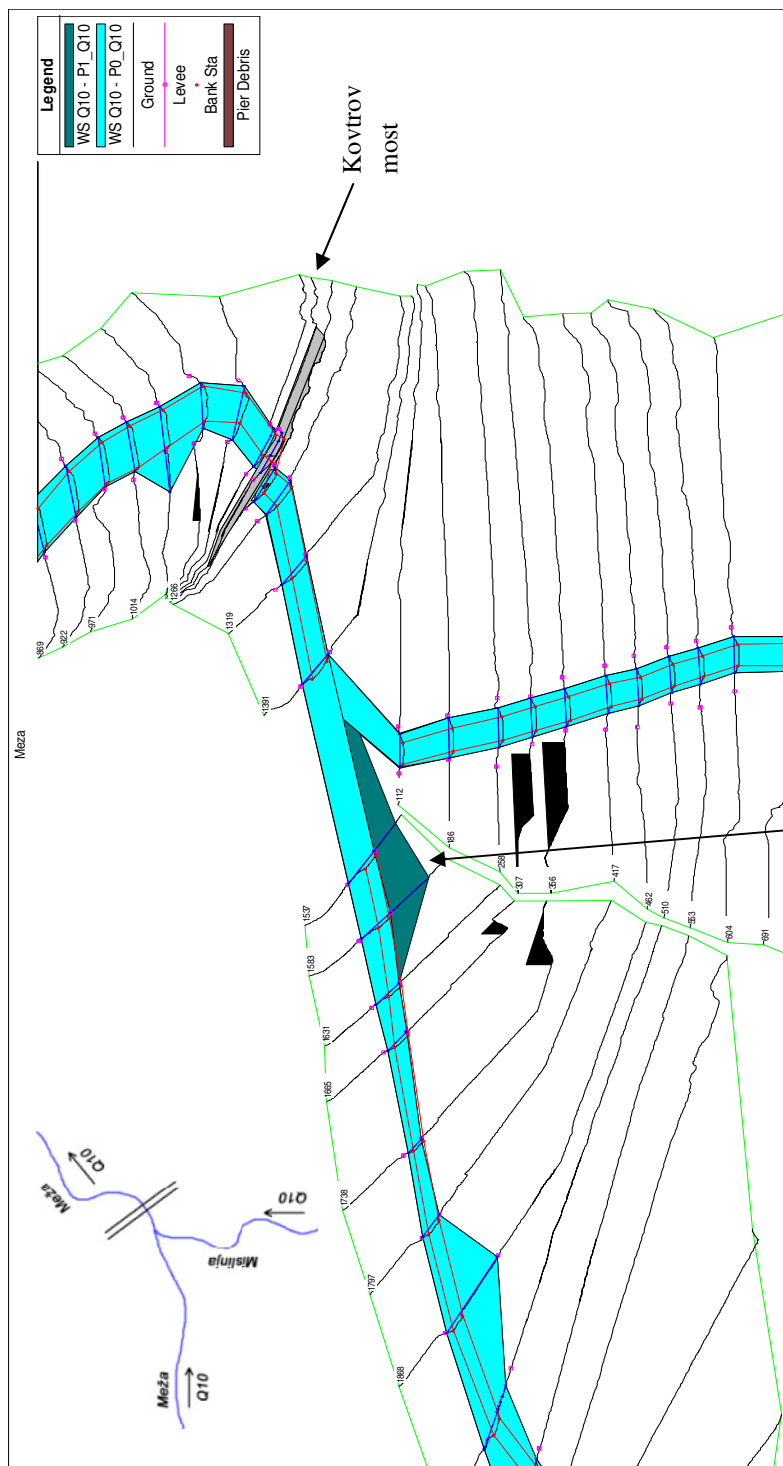 Legend
WS Q10 - P1_Q10
WS Q10 - P0_Q10
Ground
Levee
Bank Sta
Pier Debris
Kovtrov
most
Meza
869
922
971
1014
1266
1319
1391
1537
1583
1631
1665
1738
1797
1868
112
186
258
307
356
417
462
510
553
604
691
Meža
Q10
Q10
Mislinja
Meža
Q10